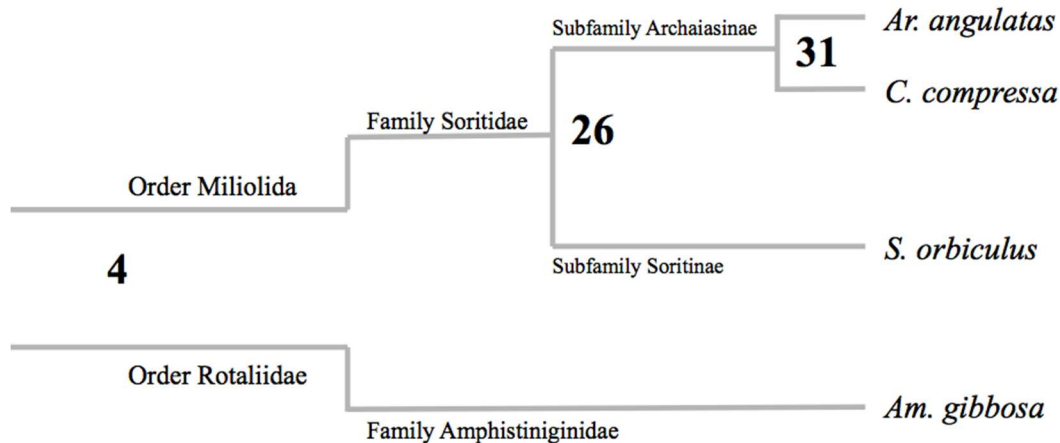 Subfamily Archaiasinae
Ar. angulatas
31
C. compressa
Family Soritidae
26
Order Miliolida
S. orbiculus
Subfamily Soritinae
4
Order Rotaliidae
Am. gibbosa
Family Amphistiniginidae